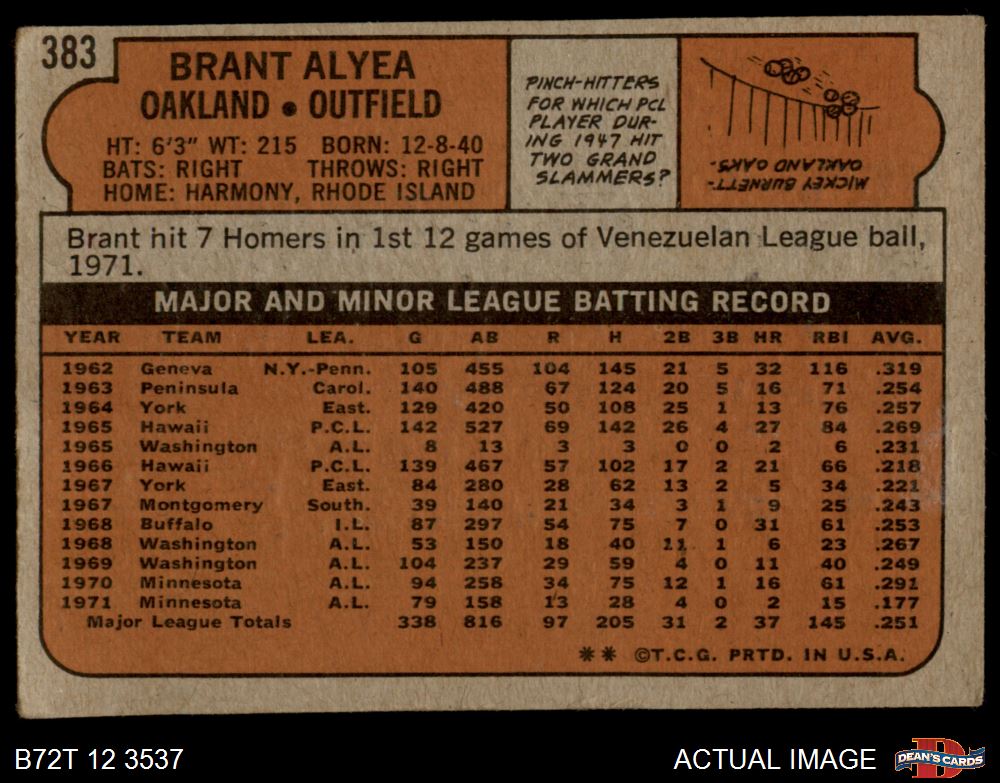 383
BRANT ALYEA
OAKLAND • OUTFIELD
HT: 6'3" WT: 215 BORN: 12-8-40
BATS: RIGHT THROWS: RIGHT
HOME: HARMONY, RHODE ISLAND
PINCH-HITTERS
FOR WHICH PCL
PLAYER DUR-
ING 1947 HIT
TWO GRAND
SLAMMERS?
MICKEY BURNETT-
OAKLAND OAKS.
Brant hit 7 Homers in 1st 12 games of Venezuelan League ball,
1971.
MAJOR AND MINOR LEAGUE BATTING RECORD
YEAR TEAM LEA. G AB R H 2B 3B HR RBI AVG.
1962 Geneva N.Y.-Penn. 105 455 104 145 21 5 32 116 .319
1963 Peninsula Carol. 140 488 67 124 20 5 16 71 .254
1964 York East. 129 420 50 108 25 1 13 76 .257
1965 Hawaii P.C.L. 142 527 69 142 26 4 27 84 .269
1965 Washington A.L. 8 13 3 3 0 0 2 6 .231
1966 Hawaii P.C.L. 139 467 57 102 17 2 21 66 .218
1967 York East. 84 280 28 62 13 2 5 34 .221
1967 Montgomery South. 39 140 21 34 3 1 9 25 .243
1968 Buffalo I.L. 87 297 54 75 7 0 31 61 .253
1968 Washington A.L. 53 150 18 40 11 1 6 23 .267
1969 Washington A.L. 104 237 29 59 4 0 11 40 .249
1970 Minnesota A.L. 94 258 34 75 12 1 16 61 .291
1971 Minnesota A.L. 79 158 13 28 4 0 2 15 .177
Major League Totals 338 816 97 205 31 2 37 145 .251
** ©T.C.G. PRTD. IN U.S.A.
B72T 12 3537
ACTUAL IMAGE
D
DEAN'S CARDS